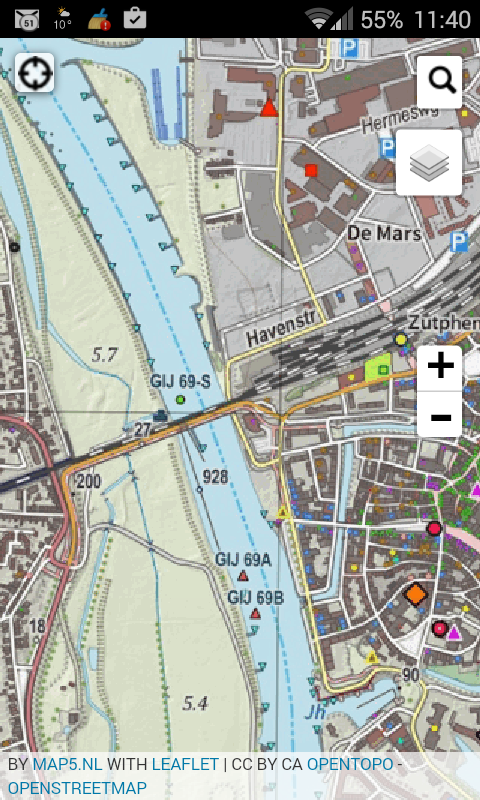 51
10°
55%
11:40
P
Hermesweg
P
De Mars
P
Havenstr
Zutphen
5.7
GIJ 69-S
+
27
-
200
928
GIJ 69A
GIJ 69B
18
90
5.4
Jh
BY MAP5.NL WITH LEAFLET | CC BY CA OPENTOPO -
OPENSTREETMAP